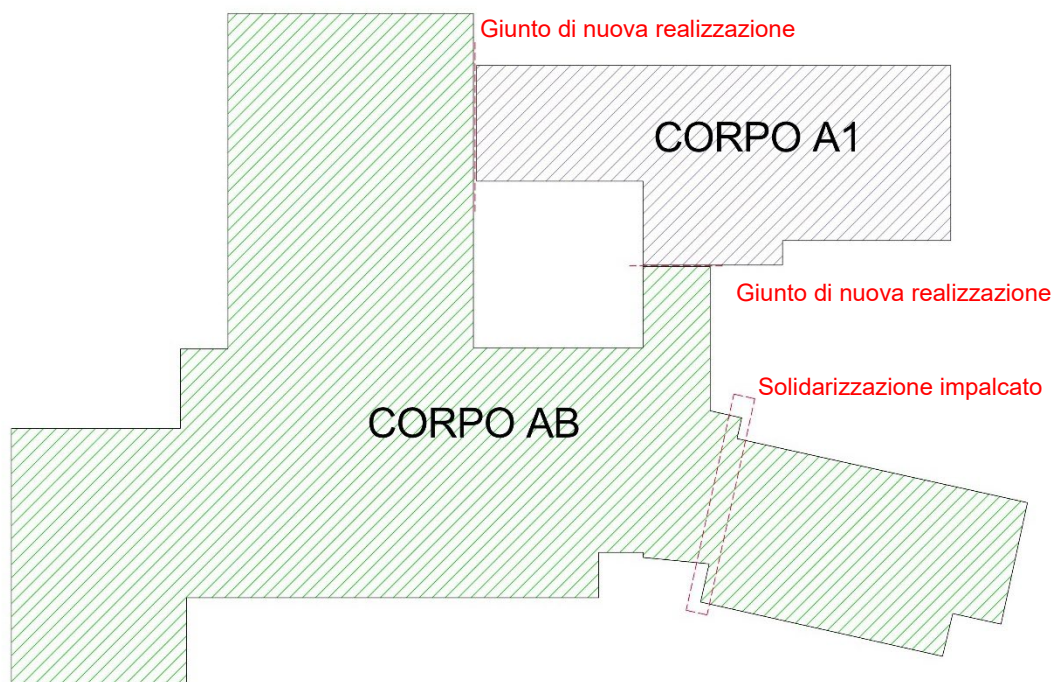 Giunto di nuova realizzazione
CORPO A1
Giunto di nuova realizzazione
Solidarizzazione impalcato
CORPO AB